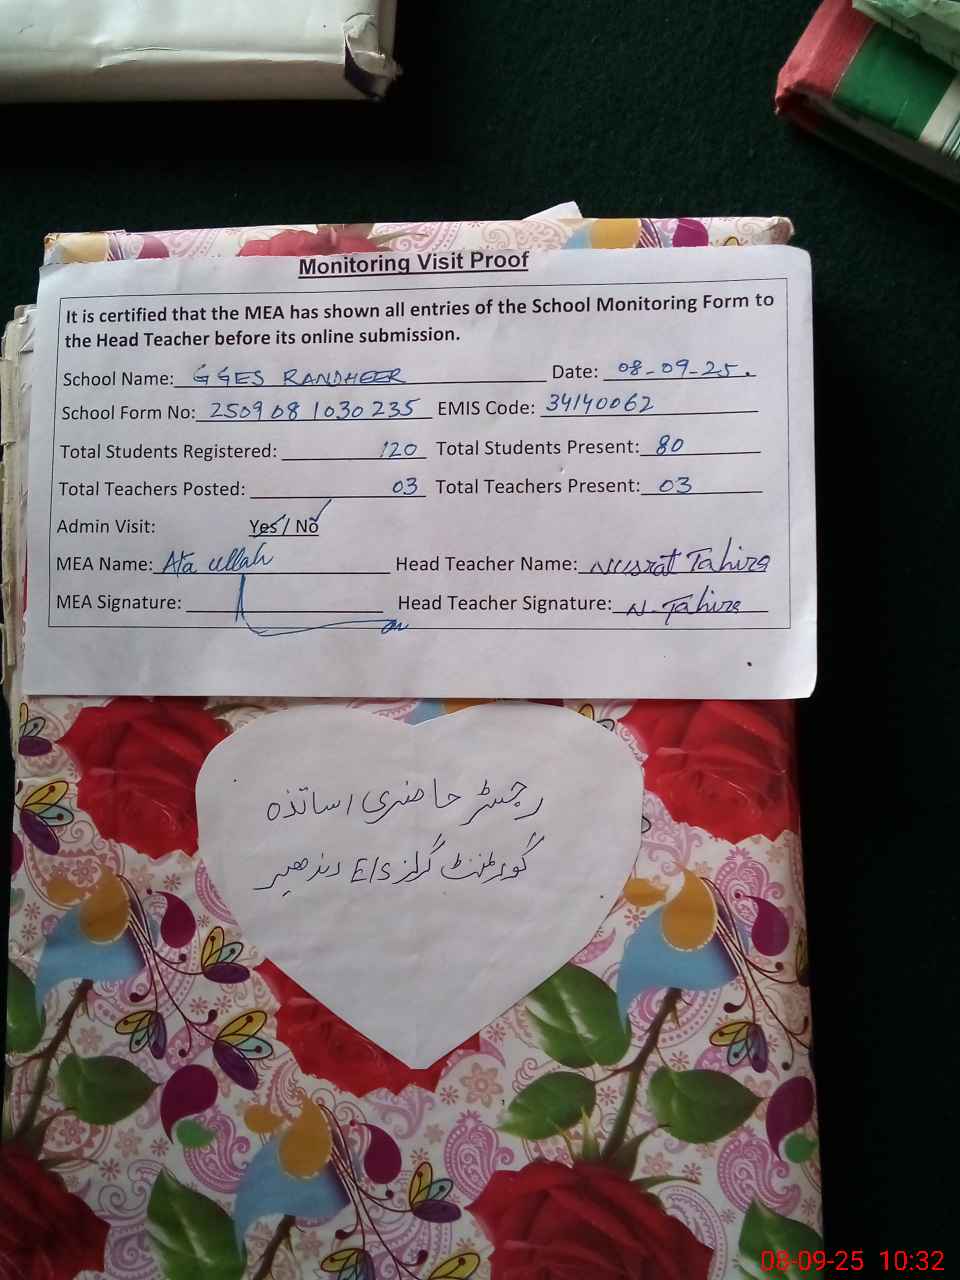 Monitoring Visit Proof
It is certified that the MEA has shown all entries of the School Monitoring Form to
the Head Teacher before its online submission.
School Name: GGES RANDHEER Date: 08-09-25.
School Form No: 2509081030235 EMIS Code: 34140062
Total Students Registered: 120 Total Students Present: 80
Total Teachers Posted: 03 Total Teachers Present: 03
Admin Visit: Yes / No
MEA Name: Ata ullah Head Teacher Name: Nusrat Tahira
MEA Signature: Head Teacher Signature: N. Tahira
رجسٹر حاضری اساتذہ
گورنمنٹ گرلز E/S رندھیر
08-09-25 10:32